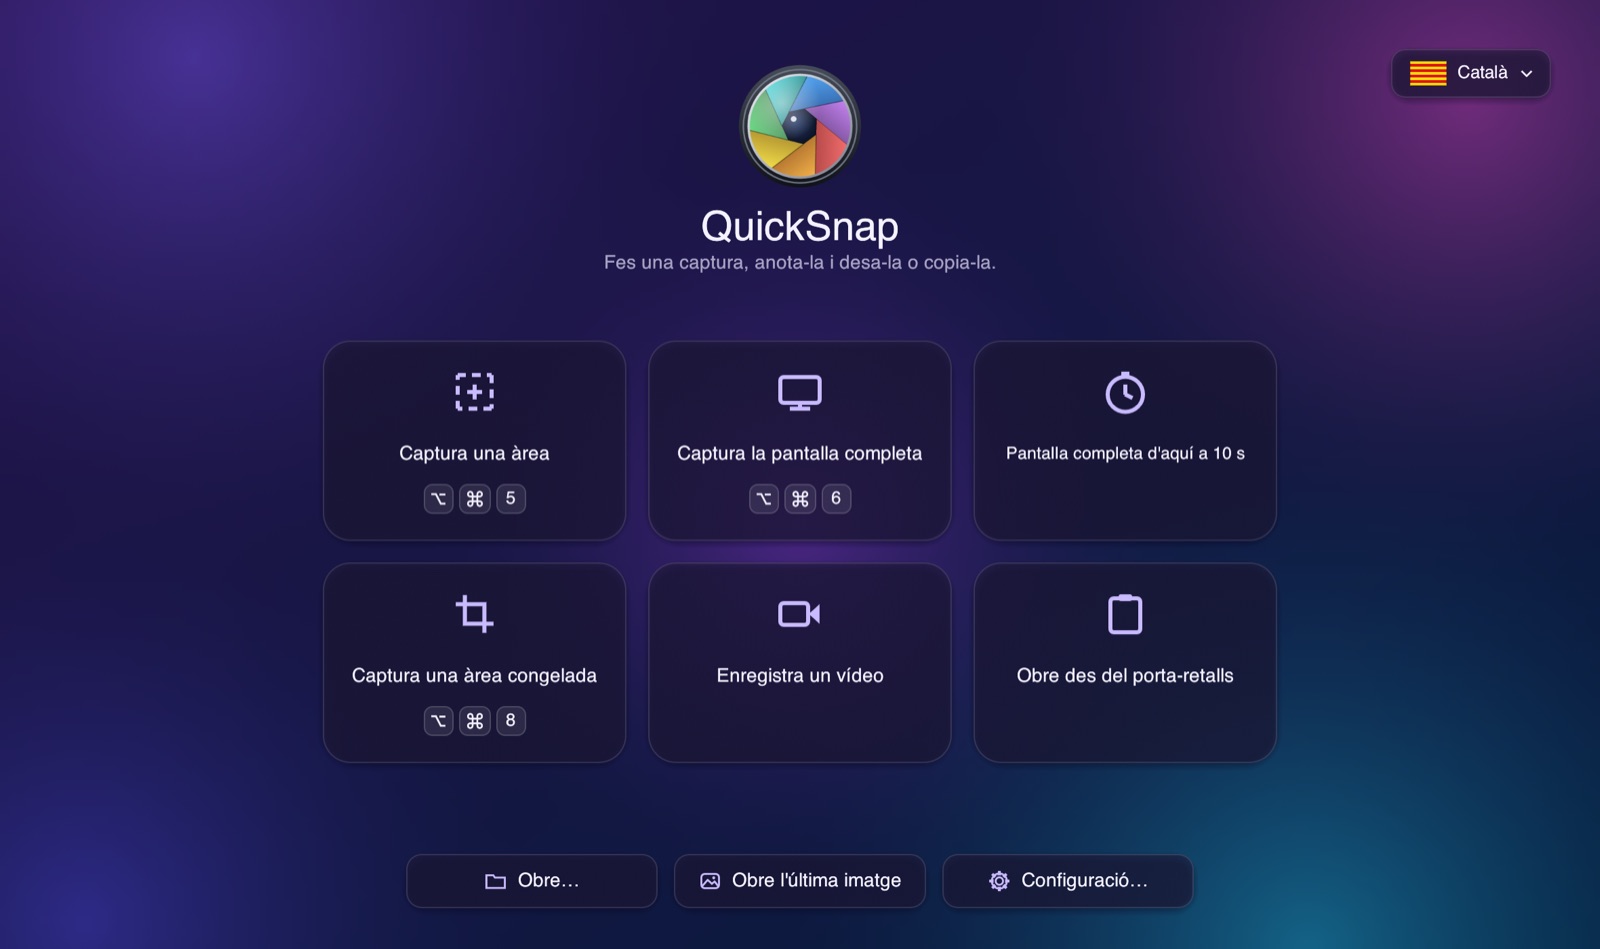 Català
QuickSnap
Fes una captura, anota-la i desa-la o copia-la.
Captura una àrea
⌥ ⌘ 5
Captura la pantalla completa
⌥ ⌘ 6
Pantalla completa d'aquí a 10 s
Captura una àrea congelada
⌥ ⌘ 8
Enregistra un vídeo
Obre des del porta-retalls
Obre…
Obre l'última imatge
Configuració…